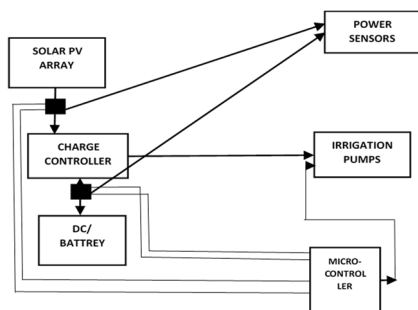 POWER
SENSORS
SOLAR PV
ARRAY
CHARGE
CONTROLLER
IRRIGATION
PUMPS
DC/
BATTREY
MICRO-
CONTROL
LER